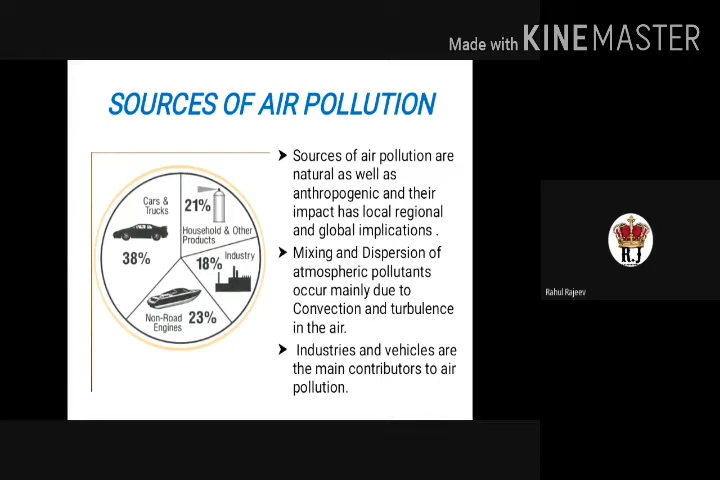 Made with KINEMASTER
SOURCES OF AIR POLLUTION
Cars &
Trucks
38%
21%
Household & Other
Products
Industry
18%
Non-Road
Engines
23%
➤ Sources of air pollution are
natural as well as
anthropogenic and their
impact has local regional
and global implications .
➤ Mixing and Dispersion of
atmospheric pollutants
occur mainly due to
Convection and turbulence
in the air.
➤ Industries and vehicles are
the main contributors to air
pollution.
R.J
Rahul Rajeev